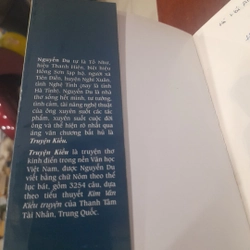 Nguyễn Du tự là Tố Như,
hiệu Thanh Hiên, biệt hiệu
Hồng Sơn lạp hộ, người xã
Tiên Điền, huyện Nghi Xuân,
tỉnh Nghệ Tĩnh (nay là tỉnh
Hà Tĩnh). Nguyễn Du là nhà
thơ sống hết mình, tư tưởng,
tình cảm, tài năng nghệ thuật
của ông xuyên suốt các tác
phẩm, xuyên suốt cuộc đời
ông và thể hiện rõ nhất qua
áng văn chương bất hủ là
Truyện Kiều.
Truyện Kiều là truyện thơ
kinh điển trong nền Văn học
Việt Nam, được Nguyễn Du
viết bằng chữ Nôm theo thể
lục bát, gồm 3254 câu, dựa
theo tiểu thuyết Kim Vân
Kiều truyện của Thanh Tâm
Tài Nhân, Trung Quốc.